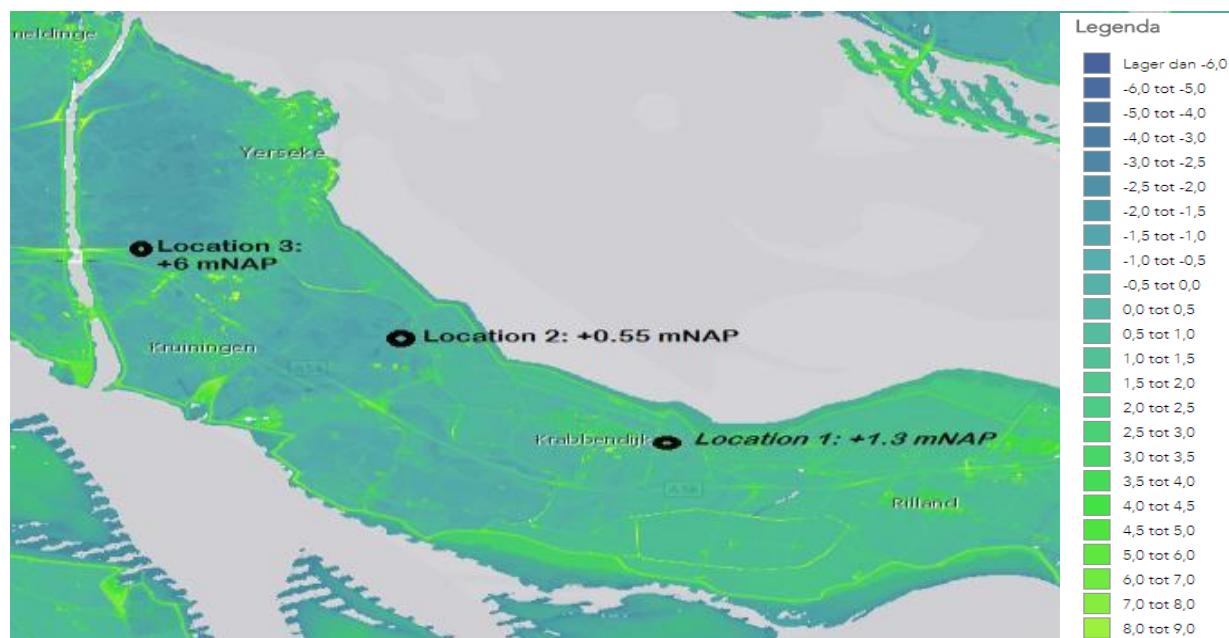 neldinge
Yerseke
Location 3:
+6 mNAP
Location 2: +0.55 mNAP
Kruiningen
A58
Krabbendijk
Location 1: +1.3 mNAP
A58
Rilland
Legenda
Lager dan -6,0
-6,0 tot -5,0
-5,0 tot -4,0
-4,0 tot -3,0
-3,0 tot -2,5
-2,5 tot -2,0
-2,0 tot -1,5
-1,5 tot -1,0
-1,0 tot -0,5
-0,5 tot 0,0
0,0 tot 0,5
0,5 tot 1,0
1,0 tot 1,5
1,5 tot 2,0
2,0 tot 2,5
2,5 tot 3,0
3,0 tot 3,5
3,5 tot 4,0
4,0 tot 4,5
4,5 tot 5,0
5,0 tot 6,0
6,0 tot 7,0
7,0 tot 8,0
8,0 tot 9,0